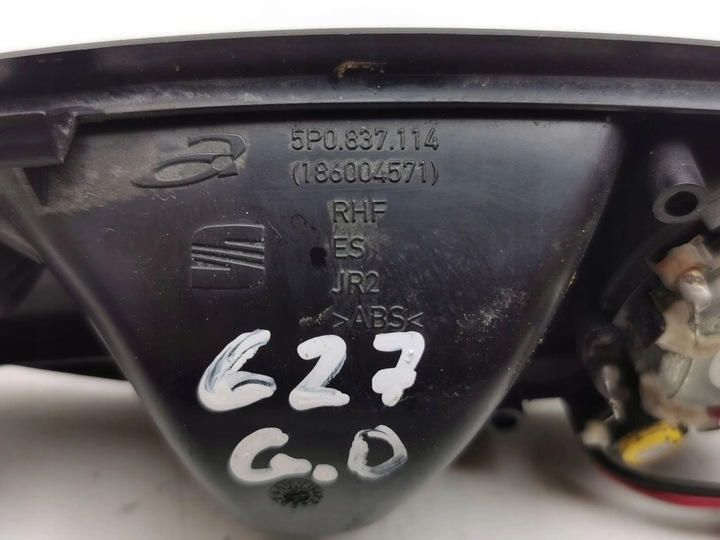 5P0.837.114
(186004571)
RHF
ES
JR2
>ABS<
627
G.O